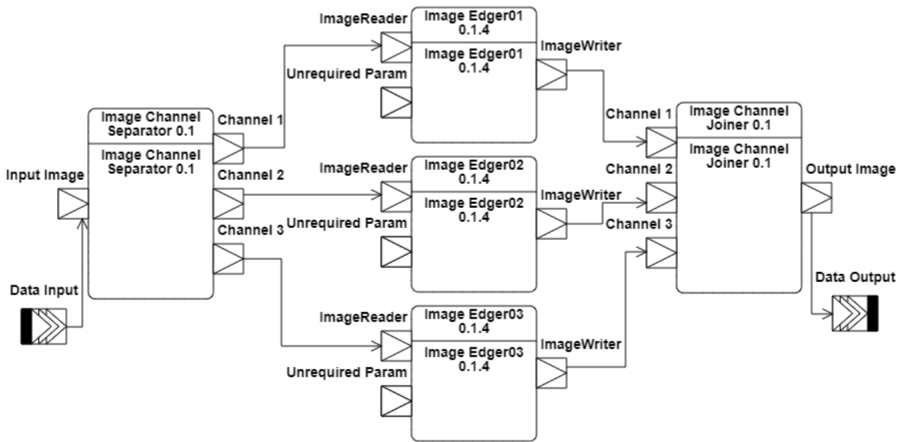 Image Edger01
0.1.4
ImageReader
Image Edger01
0.1.4
ImageWriter
Unrequired Param
Image Channel
Separator 0.1
Channel 1
Image Channel
Separator 0.1
Input Image
Channel 2
Channel 3
Data Input
Image Edger02
0.1.4
ImageReader
Image Edger02
0.1.4
ImageWriter
Unrequired Param
Image Edger03
0.1.4
ImageReader
Image Edger03
0.1.4
ImageWriter
Unrequired Param
Image Channel
Joiner 0.1
Channel 1
Image Channel
Joiner 0.1
Channel 2
Channel 3
Output Image
Data Output